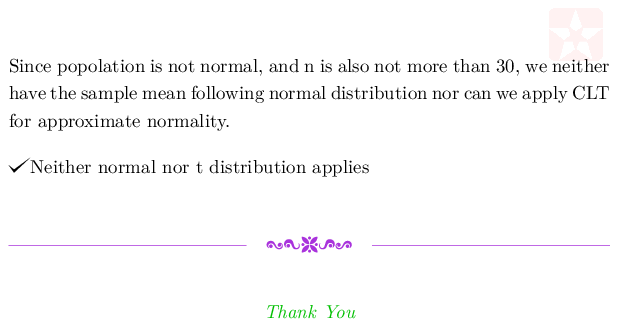 Since popolation is not normal, and n is also not more than 30, we neither
have the sample mean following normal distribution nor can we apply CLT
for approximate normality.
✓Neither normal nor t distribution applies
Thank You